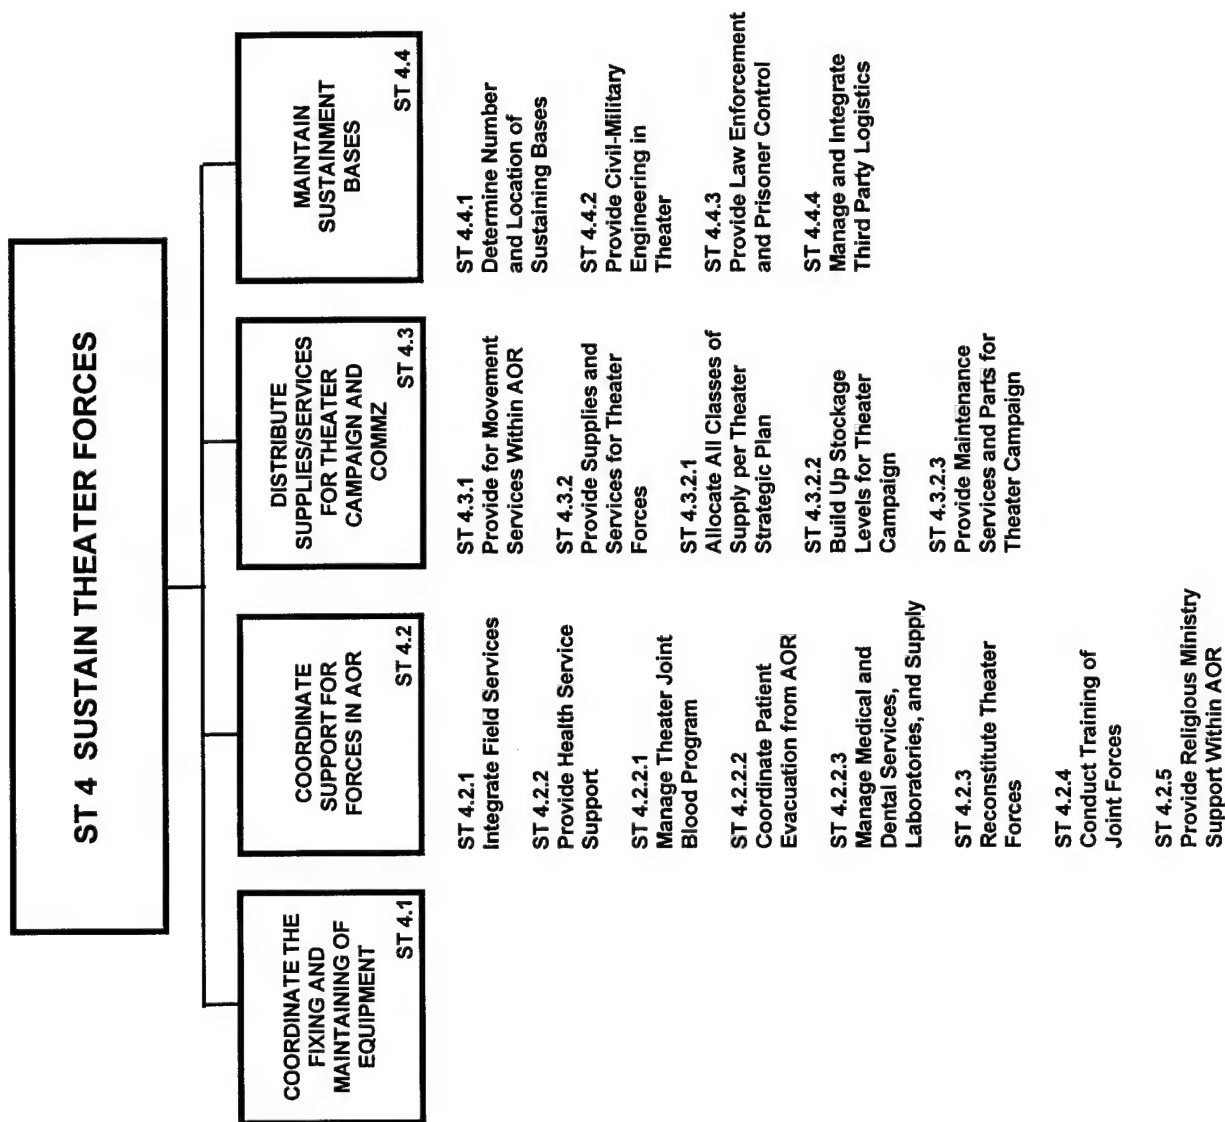 ST 4 SUSTAIN THEATER FORCES
COORDINATE THE
FIXING AND
MAINTAINING OF
EQUIPMENT
ST 4.1
COORDINATE
SUPPORT FOR
FORCES IN AOR
ST 4.2
ST 4.2.1
Integrate Field Services
ST 4.2.2
Provide Health Service
Support
ST 4.2.2.1
Manage Theater Joint
Blood Program
ST 4.2.2.2
Coordinate Patient
Evacuation from AOR
ST 4.2.2.3
Manage Medical and
Dental Services,
Laboratories, and Supply
ST 4.2.3
Reconstitute Theater
Forces
ST 4.2.4
Conduct Training of
Joint Forces
ST 4.2.5
Provide Religious Ministry
Support Within AOR
DISTRIBUTE
SUPPLIES/SERVICES
FOR THEATER
CAMPAIGN AND
COMMZ
ST 4.3
ST 4.3.1
Provide for Movement
Services Within AOR
ST 4.3.2
Provide Supplies and
Services for Theater
Forces
ST 4.3.2.1
Allocate All Classes of
Supply per Theater
Strategic Plan
ST 4.3.2.2
Build Up Stockage
Levels for Theater
Campaign
ST 4.3.2.3
Provide Maintenance
Services and Parts for
Theater Campaign
MAINTAIN
SUSTAINMENT
BASES
ST 4.4
ST 4.4.1
Determine Number
and Location of
Sustaining Bases
ST 4.4.2
Provide Civil-Military
Engineering in
Theater
ST 4.4.3
Provide Law Enforcement
and Prisoner Control
ST 4.4.4
Manage and Integrate
Third Party Logistics